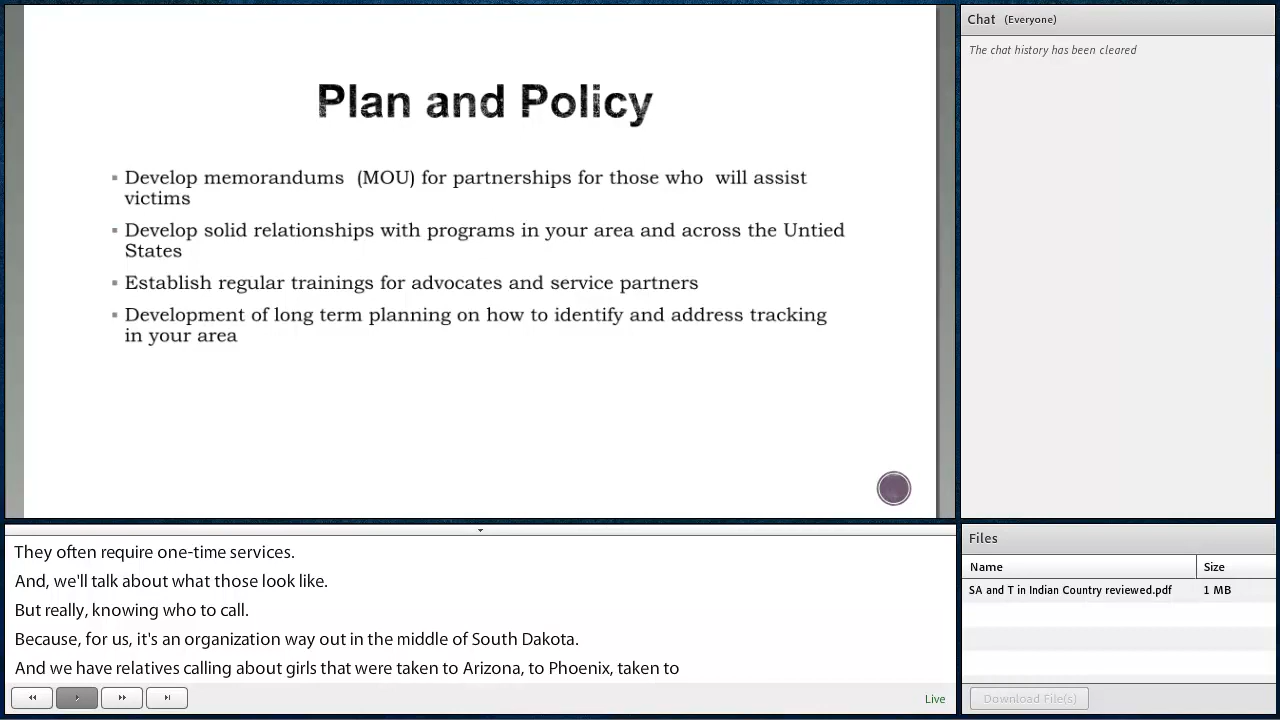 Plan and Policy
▪ Develop memorandums  (MOU) for partnerships for those who  will assist
victims
▪ Develop solid relationships with programs in your area and across the Untied
States
▪ Establish regular trainings for advocates and service partners
▪ Development of long term planning on how to identify and address tracking
in your area
They often require one-time services.
And, we'll talk about what those look like.
But really, knowing who to call.
Because, for us, it's an organization way out in the middle of South Dakota.
And we have relatives calling about girls that were taken to Arizona, to Phoenix, taken to
Live
Chat (Everyone)
The chat history has been cleared
Files
Name Size
SA and T in Indian Country reviewed.pdf 1 MB
Download File(s)